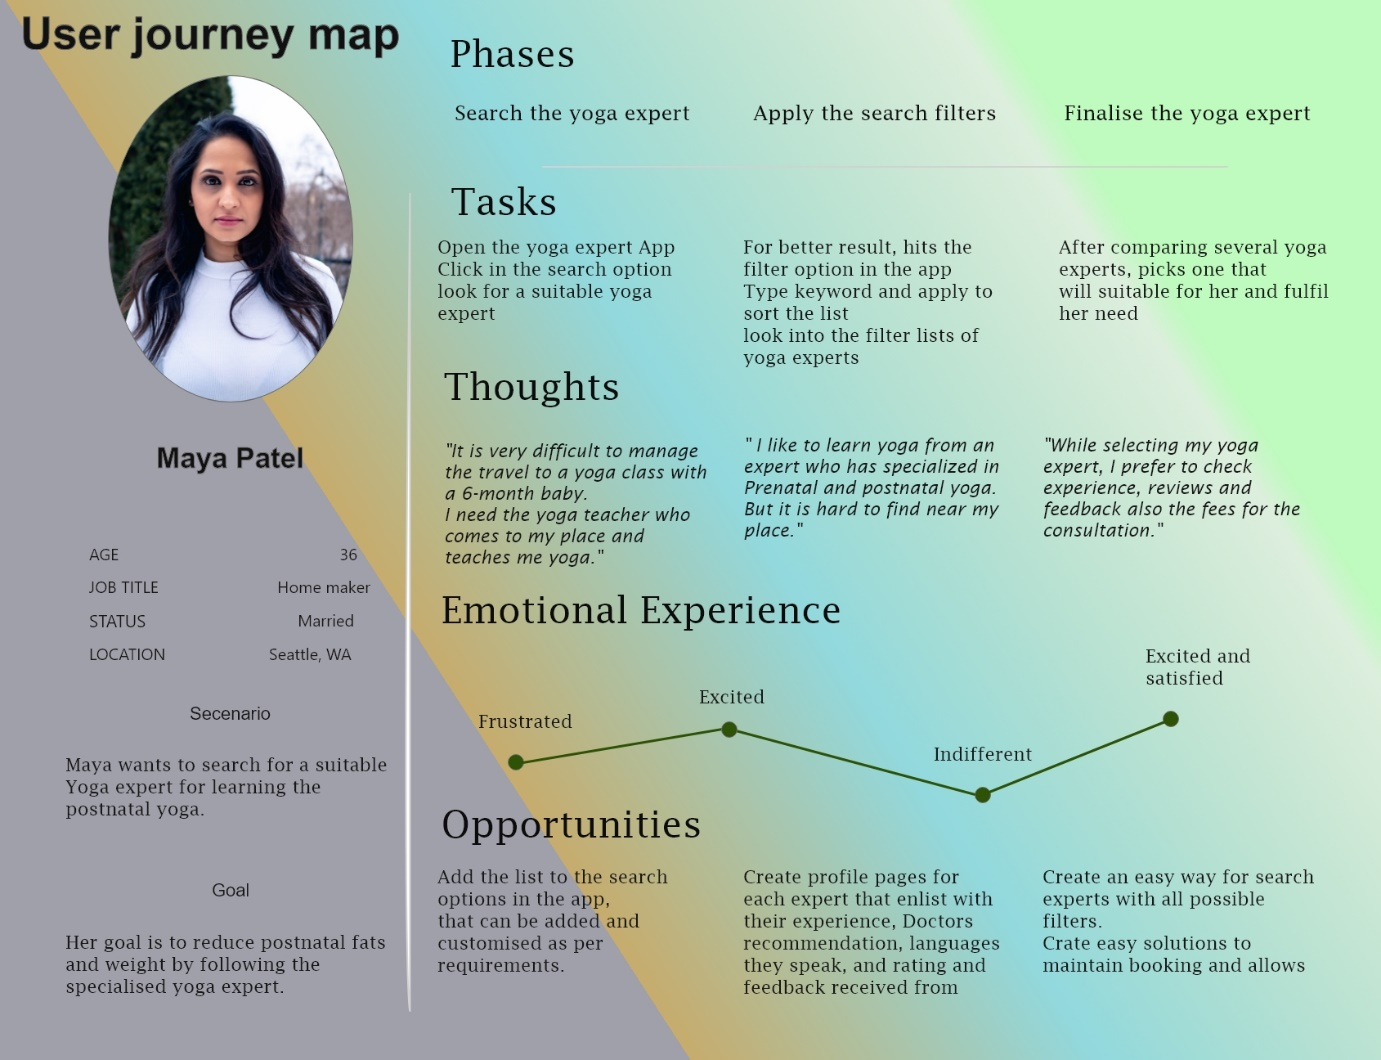 User journey map
Maya Patel
AGE 36
JOB TITLE Home maker
STATUS Married
LOCATION Seattle, WA
Secenario
Maya wants to search for a suitable
Yoga expert for learning the
postnatal yoga.
Goal
Her goal is to reduce postnatal fats
and weight by following the
specialised yoga expert.
Phases
Search the yoga expert
Apply the search filters
Finalise the yoga expert
Tasks
Open the yoga expert App
Click in the search option
look for a suitable yoga
expert
For better result, hits the
filter option in the app
Type keyword and apply to
sort the list
look into the filter lists of
yoga experts
After comparing several yoga
experts, picks one that
will suitable for her and fulfil
her need
Thoughts
"It is very difficult to manage
the travel to a yoga class with
a 6-month baby.
I need the yoga teacher who
comes to my place and
teaches me yoga."
" I like to learn yoga from an
expert who has specialized in
Prenatal and postnatal yoga.
But it is hard to find near my
place."
"While selecting my yoga
expert, I prefer to check
experience, reviews and
feedback also the fees for the
consultation."
Emotional Experience
Frustrated
Excited
Indifferent
Excited and
satisfied
Opportunities
Add the list to the search
options in the app,
that can be added and
customised as per
requirements.
Create profile pages for
each expert that enlist with
their experience, Doctors
recommendation, languages
they speak, and rating and
feedback received from
Create an easy way for search
experts with all possible
filters.
Crate easy solutions to
maintain booking and allows